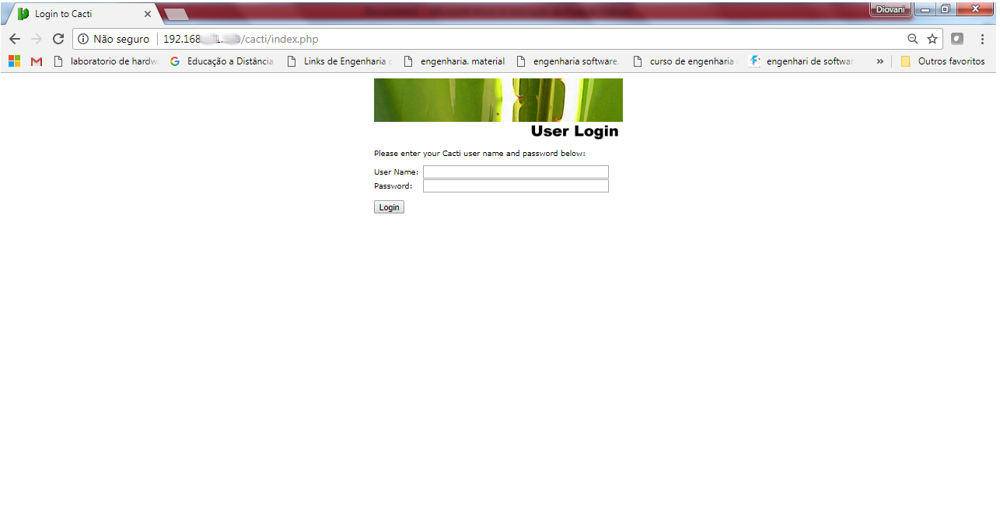 Login to Cacti
Diovani
Não seguro 192.168 /cacti/index.php
laboratorio de hardw Educação a Distância Links de Engenharia engenharia. material engenharia software. curso de engenharia engenhari de softwar » Outros favoritos
User Login
Please enter your Cacti user name and password below:
User Name:
Password:
Login